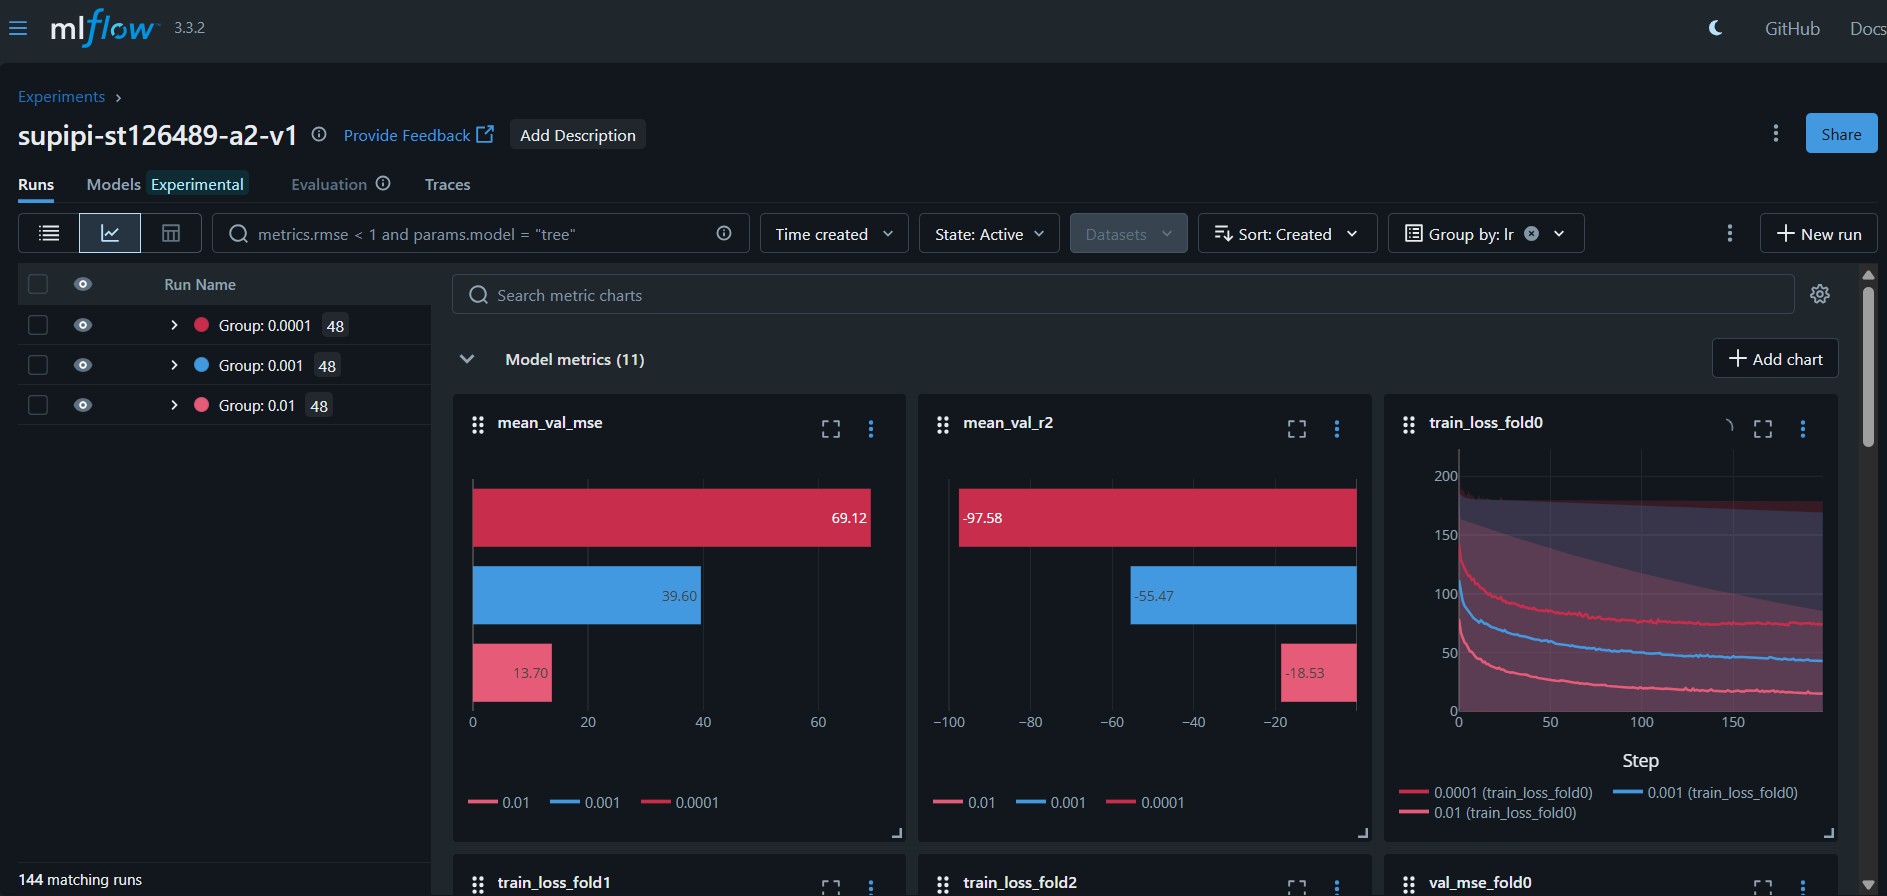 mlflow 3.3.2 GitHub Docs
Experiments
supipi-st126489-a2-v1 Provide Feedback Add Description Share
Runs Models Experimental Evaluation Traces
metrics.rmse < 1 and params.model = "tree" Time created State: Active Datasets Sort: Created Group by: lr New run
Run Name
Group: 0.0001 48
Group: 0.001 48
Group: 0.01 48
144 matching runs
Search metric charts
Model metrics (11) Add chart
mean_val_mse
69.12
39.60
13.70
0 20 40 60
0.01 0.001 0.0001
mean_val_r2
-97.58
-55.47
-18.53
−100 −80 −60 −40 −20
0.01 0.001 0.0001
train_loss_fold0
200
150
100
50
0
0 50 100 150
Step
0.0001 (train_loss_fold0) 0.001 (train_loss_fold0)
0.01 (train_loss_fold0)
train_loss_fold1 train_loss_fold2 val_mse_fold0